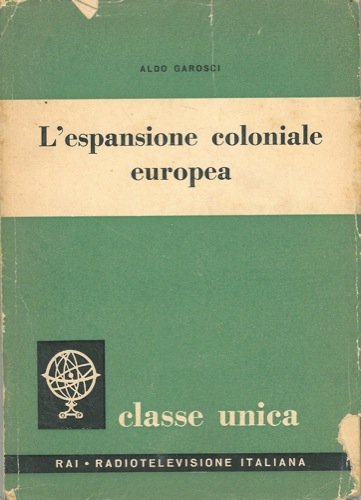 ALDO GAROSCI
L'espansione coloniale
europea
classe unica
RAI • RADIOTELEVISIONE ITALIANA